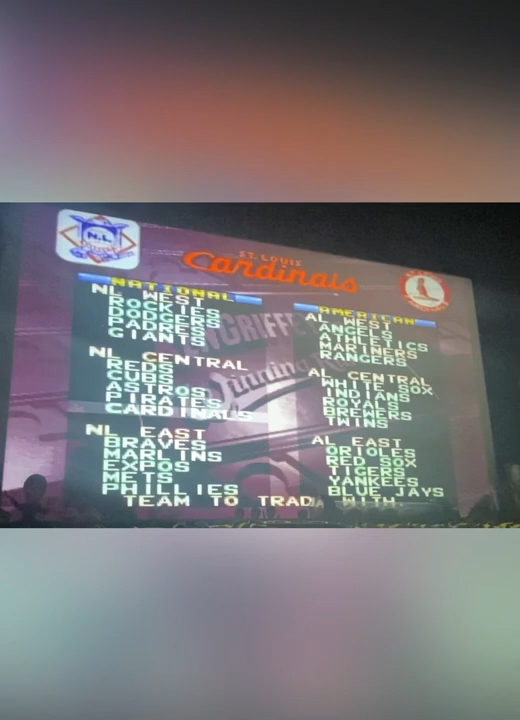 N.L.
ST. LOUIS
Cardinals
NATIONAL
NL WEST
ROCKIES
DODGERS
PADRES
GIANTS
NL CENTRAL
REDS
CUBS
ASTROS
PIRATES
CARDINALS
NL EAST
BRAVES
MARLINS
EXPOS
METS
PHILLIES
AMERICAN
AL WEST
ANGELS
ATHLETICS
MARINERS
RANGERS
AL CENTRAL
WHITE SOX
INDIANS
ROYALS
BREWERS
TWINS
AL EAST
ORIOLES
RED SOX
TIGERS
YANKEES
BLUE JAYS
TEAM TO TRADE WITH.